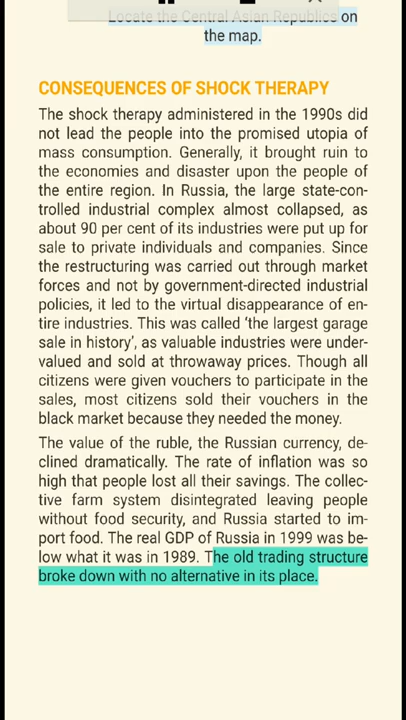 Locate the Central Asian Republics on
the map.
CONSEQUENCES OF SHOCK THERAPY
The shock therapy administered in the 1990s did
not lead the people into the promised utopia of
mass consumption. Generally, it brought ruin to
the economies and disaster upon the people of
the entire region. In Russia, the large state-con-
trolled industrial complex almost collapsed, as
about 90 per cent of its industries were put up for
sale to private individuals and companies. Since
the restructuring was carried out through market
forces and not by government-directed industrial
policies, it led to the virtual disappearance of en-
tire industries. This was called ‘the largest garage
sale in history’, as valuable industries were under-
valued and sold at throwaway prices. Though all
citizens were given vouchers to participate in the
sales, most citizens sold their vouchers in the
black market because they needed the money.
The value of the ruble, the Russian currency, de-
clined dramatically. The rate of inflation was so
high that people lost all their savings. The collec-
tive farm system disintegrated leaving people
without food security, and Russia started to im-
port food. The real GDP of Russia in 1999 was be-
low what it was in 1989. The old trading structure
broke down with no alternative in its place.